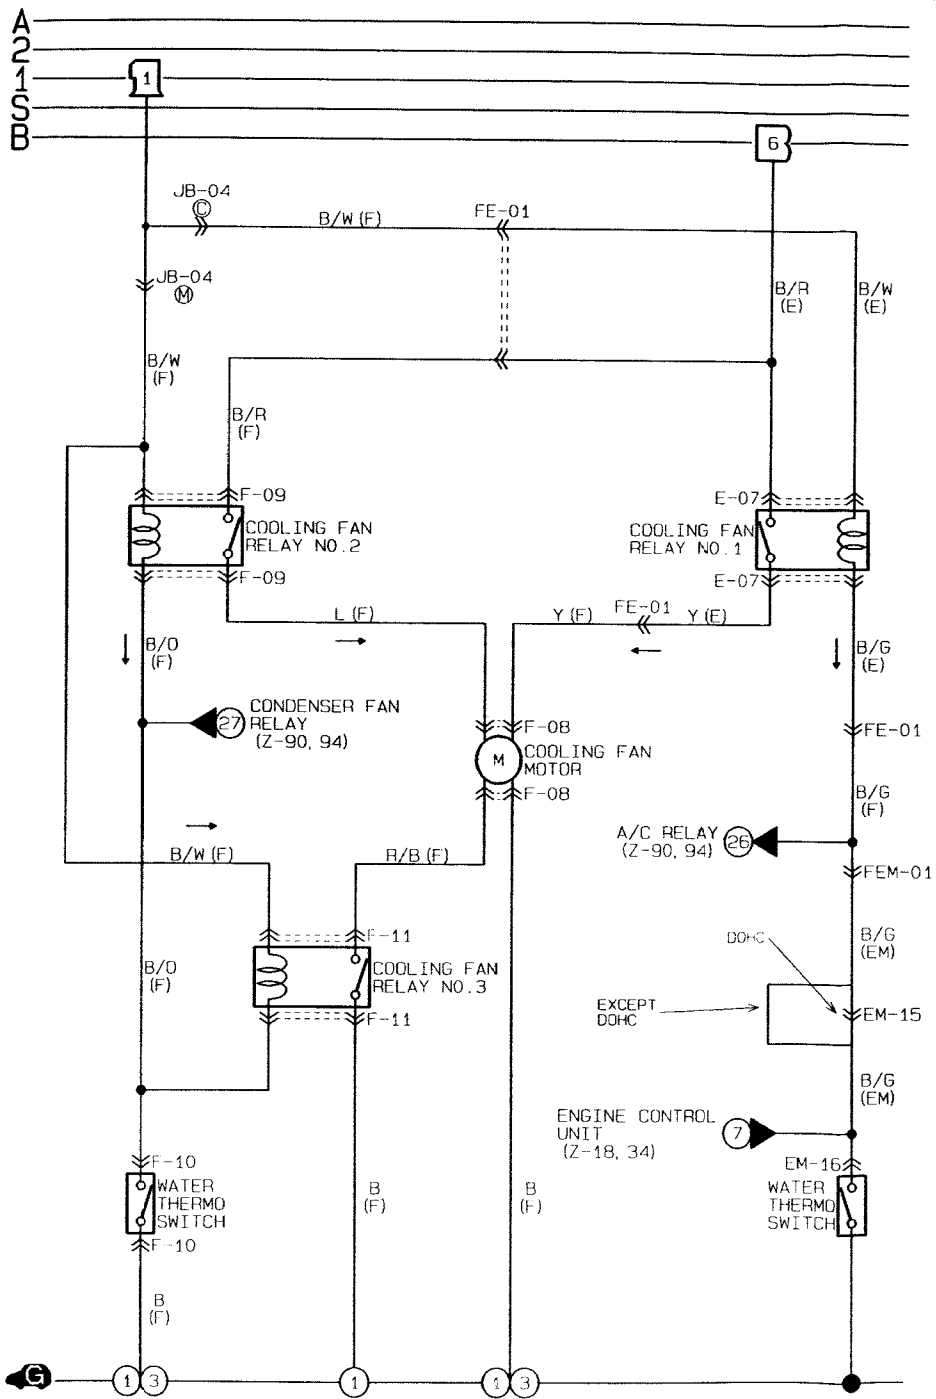 A
2
1
1
S
B
6
JB-04
C
B/W (F)
FE-01
JB-04
M
B/R
(E)
B/W
(E)
B/W
(F)
B/R
(F)
F-09
E-07
COOLING FAN
RELAY NO.2
COOLING FAN
RELAY NO.1
F-09
E-07
L (F)
Y (F)
FE-01
Y (E)
B/O
(F)
B/G
(E)
27
CONDENSER FAN
RELAY
(Z-90, 94)
F-08
FE-01
M
COOLING FAN
MOTOR
F-08
B/G
(F)
A/C RELAY
(Z-90, 94)
26
B/W (F)
R/B (F)
FEM-01
F-11
DOHC
B/G
(EM)
B/O
(F)
COOLING FAN
RELAY NO.3
EXCEPT
DOHC
F-11
EM-15
B/G
(EM)
ENGINE CONTROL
UNIT
(Z-18, 34)
7
F-10
EM-16
WATER
THERMO
SWITCH
B
(F)
B
(F)
WATER
THERMO
SWITCH
F-10
B
(F)
G
1
3
1
1
3